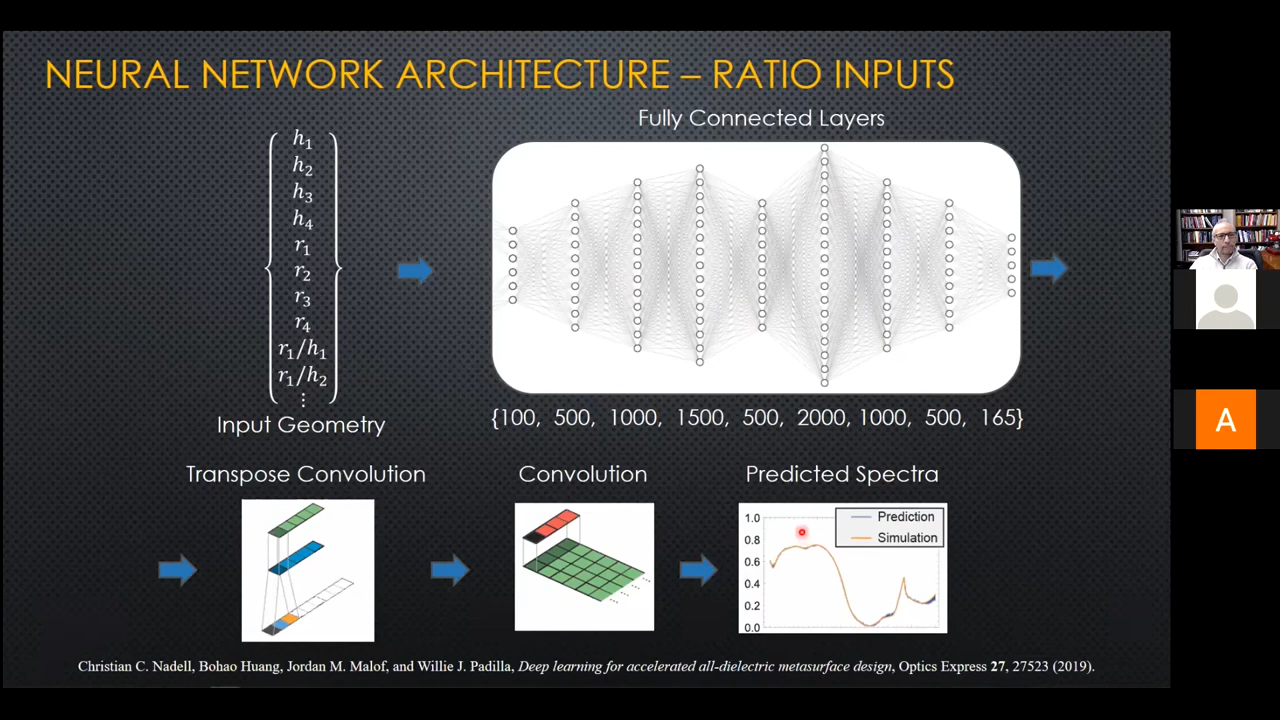 NEURAL NETWORK ARCHITECTURE – RATIO INPUTS
Fully Connected Layers
h₁
h₂
h₃
h₄
r₁
r₂
r₃
r₄
r₁/h₁
r₁/h₂
⋮
Input Geometry
{100, 500, 1000, 1500, 500, 2000, 1000, 500, 165}
Transpose Convolution
Convolution
Predicted Spectra
1.0
0.8
0.6
0.4
0.2
0.0
Prediction
Simulation
Christian C. Nadell, Bohao Huang, Jordan M. Malof, and Willie J. Padilla, Deep learning for accelerated all-dielectric metasurface design, Optics Express 27, 27523 (2019).
A